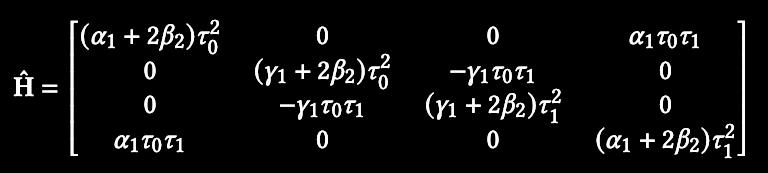 (α₁ + 2β₂)τ₀² 0 0 α₁τ₀τ₁
0 (γ₁ + 2β₂)τ₀² −γ₁τ₀τ₁ 0
Ĥ =
0 −γ₁τ₀τ₁ (γ₁ + 2β₂)τ₁² 0
α₁τ₀τ₁ 0 0 (α₁ + 2β₂)τ₁²